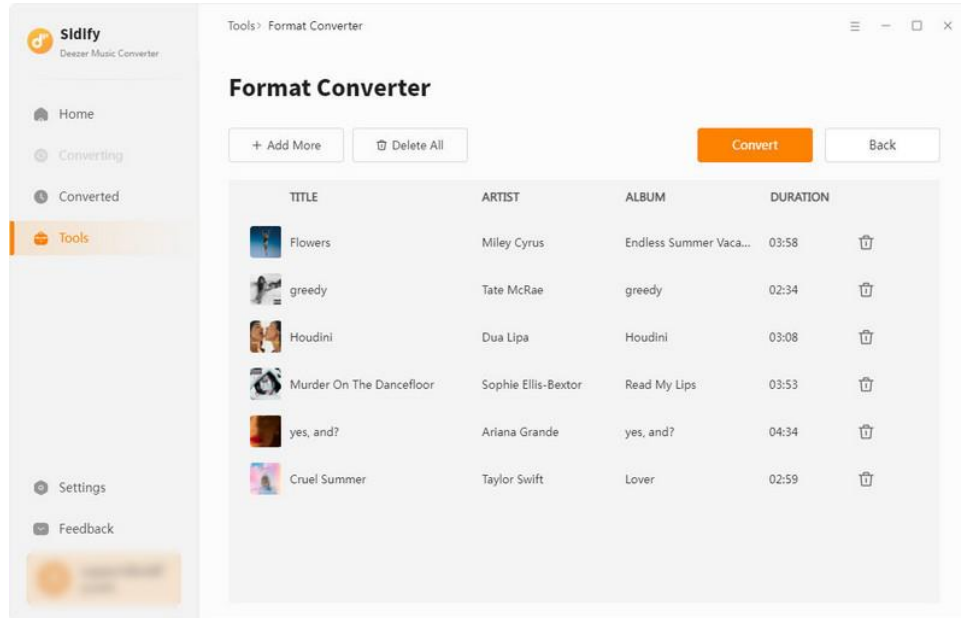 Sidify
Deezer Music Converter
Home
Converting
Converted
Tools
Settings
Feedback
Tools› Format Converter
Format Converter
+ Add More
Delete All
Convert
Back
TITLE ARTIST ALBUM DURATION
Flowers Miley Cyrus Endless Summer Vaca... 03:58
greedy Tate McRae greedy 02:34
Houdini Dua Lipa Houdini 03:08
Murder On The Dancefloor Sophie Ellis-Bextor Read My Lips 03:53
yes, and? Ariana Grande yes, and? 04:34
Cruel Summer Taylor Swift Lover 02:59